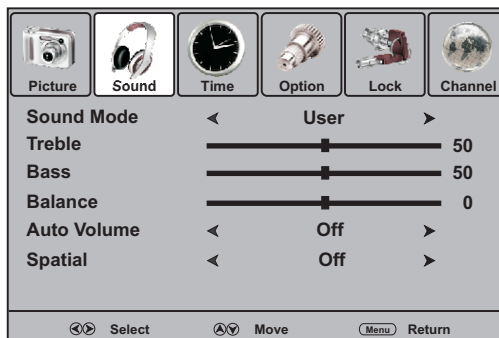 Picture Sound Time Option Lock Channel
Sound Mode User
Treble 50
Bass 50
Balance 0
Auto Volume Off
Spatial Off
Select Move Menu Return